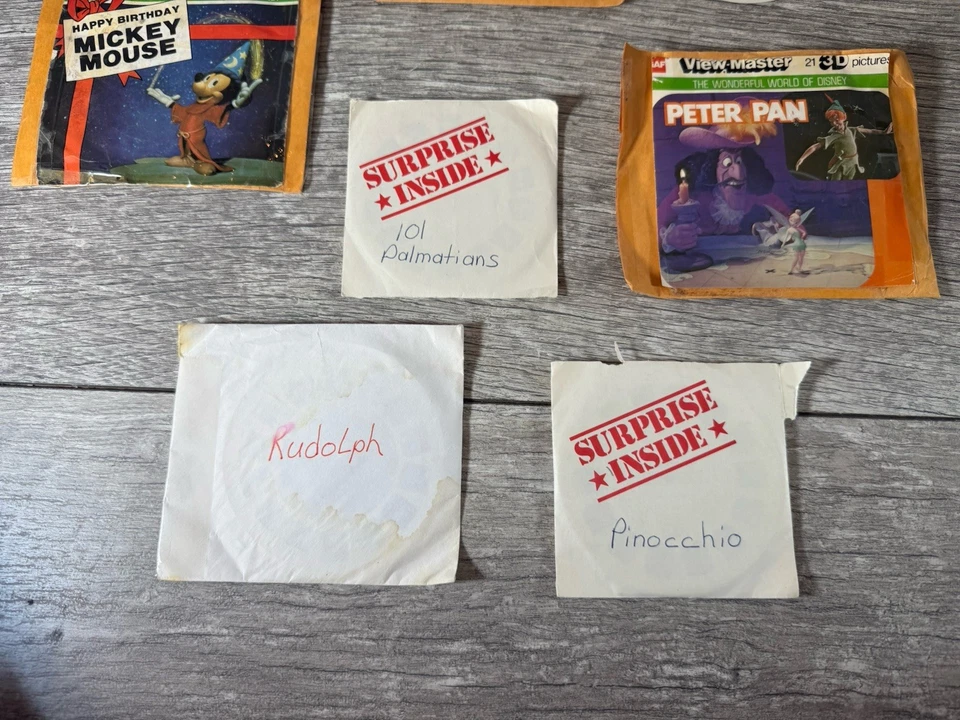 HAPPY BIRTHDAY
MICKEY
MOUSE
SURPRISE
★ INSIDE ★
101
Dalmatians
View-Master 21 3D pictures
THE WONDERFUL WORLD OF DISNEY
PETER PAN
Rudolph
SURPRISE
★ INSIDE ★
Pinocchio